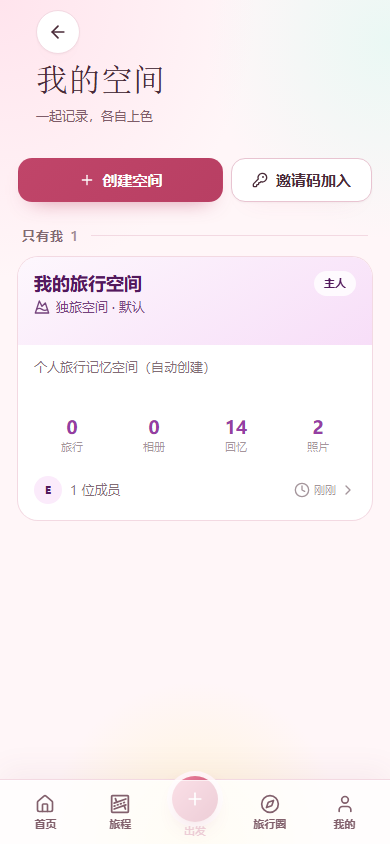 我的空间
一起记录，各自上色
创建空间
邀请码加入
只有我 1
我的旅行空间
主人
独旅空间 · 默认
个人旅行记忆空间（自动创建）
0 0 14 2
旅行 相册 回忆 照片
E 1 位成员 刚刚
首页 旅程 出发 旅行圈 我的